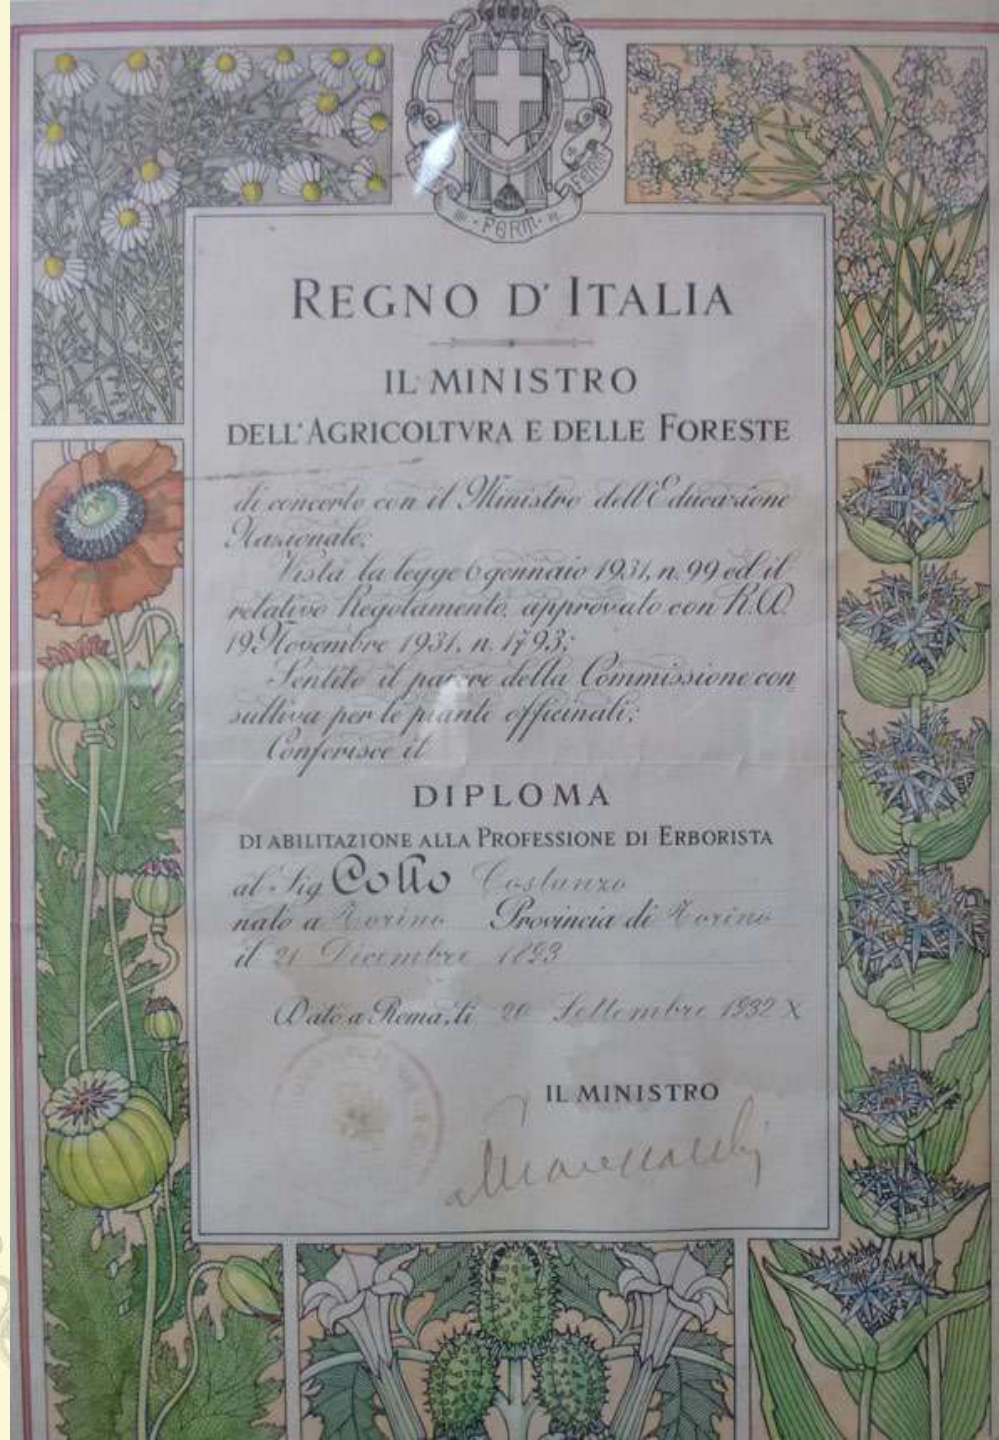 FERT
FERT
REGNO D'ITALIA
IL MINISTRO
DELL'AGRICOLTVRA E DELLE FORESTE
di concerto con il Ministro dell'Educazione
Nazionale;
Vista la legge 6 gennaio 1931, n. 99 ed il
relativo Regolamento, approvato con R.D.
19 Novembre 1931, n. 1793;
Sentito il parere della Commissione con
sultiva per le piante officinali;
Conferisce il
DIPLOMA
DI ABILITAZIONE ALLA PROFESSIONE DI ERBORISTA
al Sig Collo Costanzo
nato a Torino Provincia di Torino
il 21 Dicembre 1893
Dato a Roma, li 20 Settembre 1932 X
IL MINISTRO